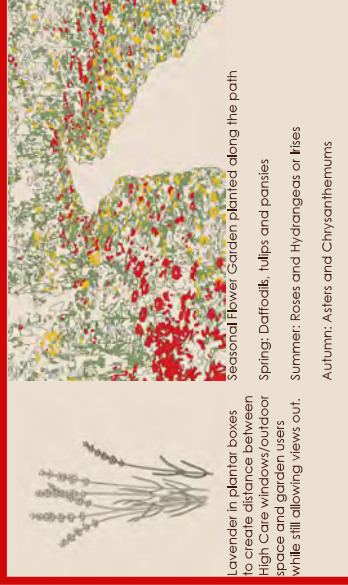 Lavender in plantar boxes
to create distance between
High Care windows/outdoor
space and garden users
while still allowing views out.
Seasonal Flower Garden planted along the path
Spring: Daffodils, tulips and pansies
Summer: Roses and Hydrangeas or Irises
Autumn: Asters and Chrysanthemums